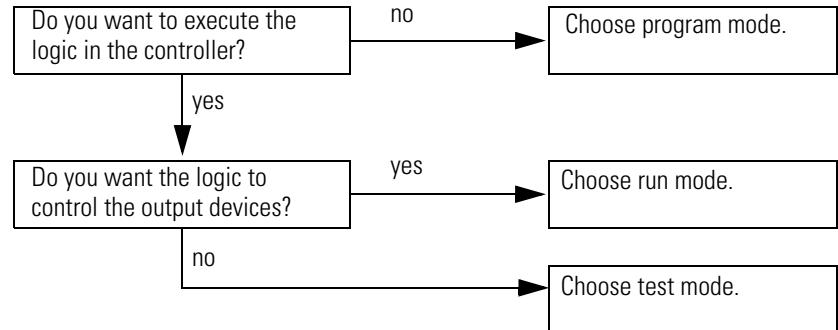 Do you want to execute the
logic in the controller?
no
Choose program mode.
yes
Do you want the logic to
control the output devices?
yes
Choose run mode.
no
Choose test mode.